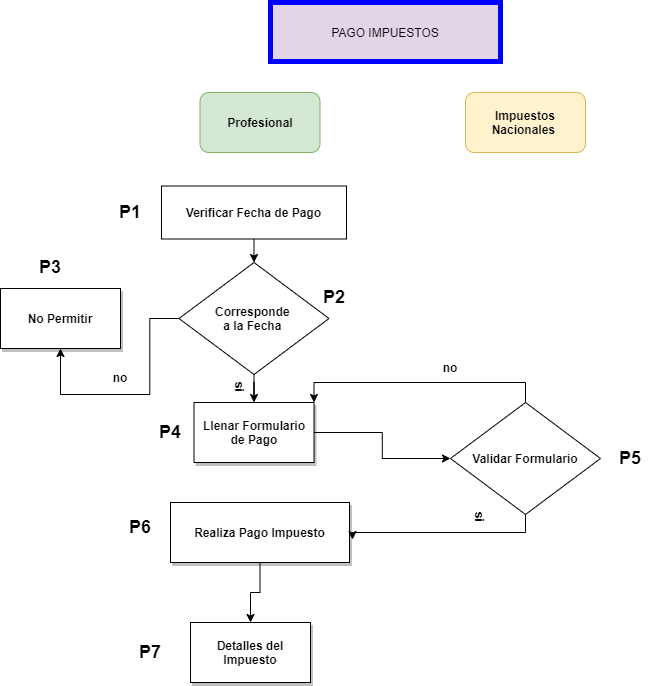 PAGO IMPUESTOS
Profesional
Impuestos
Nacionales
P1
Verificar Fecha de Pago
P3
P2
No Permitir
Corresponde
a la Fecha
no
si
no
P4
Llenar Formulario
de Pago
Validar Formulario
P5
si
P6
Realiza Pago Impuesto
P7
Detalles del
Impuesto